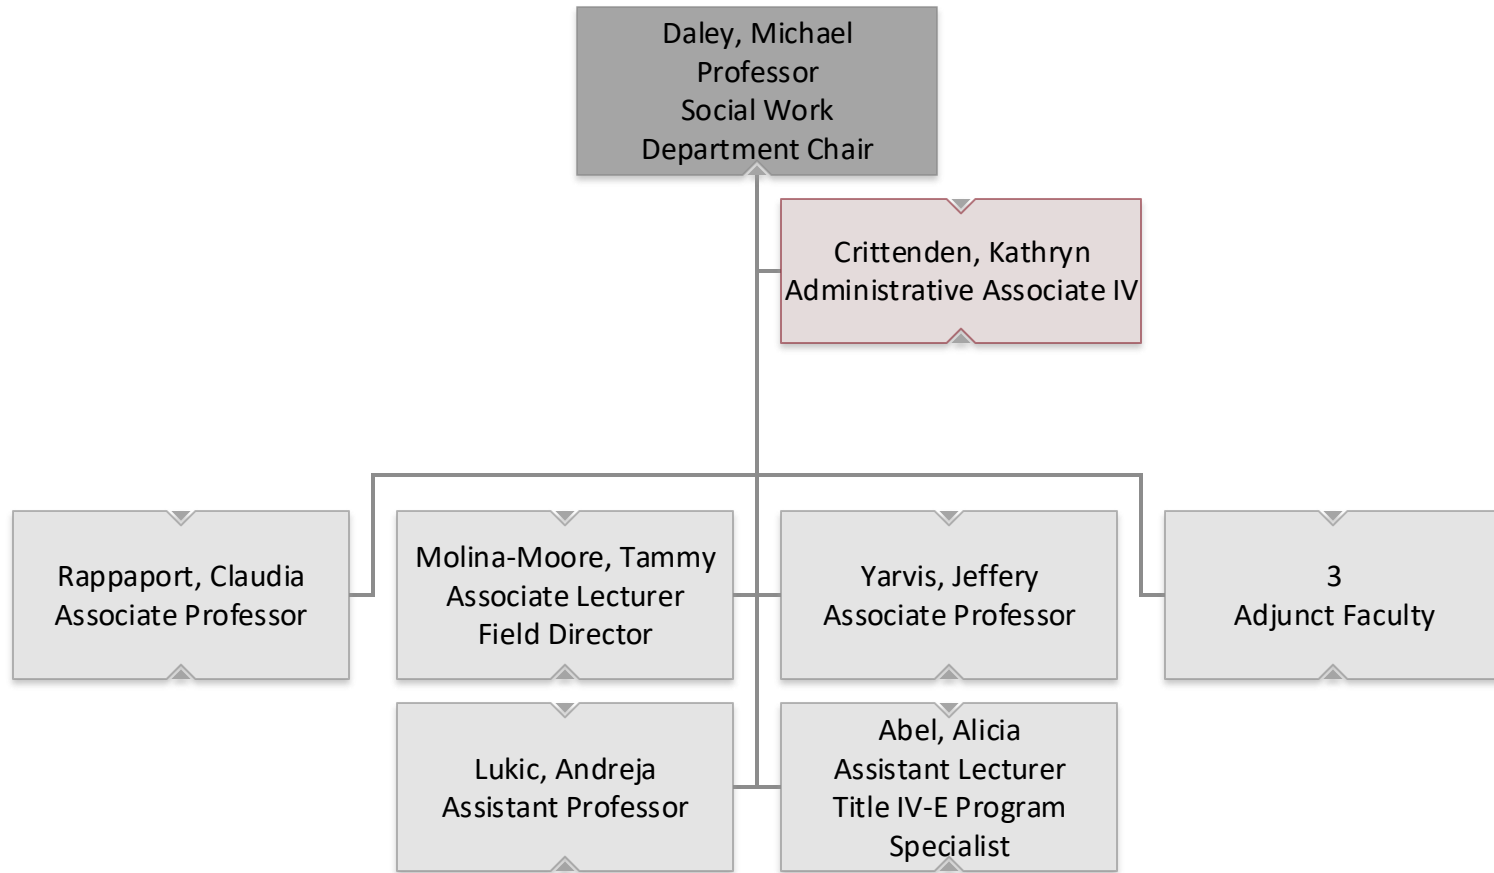 Daley, Michael
Professor
Social Work
Department Chair
Crittenden, Kathryn
Administrative Associate IV
Rappaport, Claudia
Associate Professor
Molina-Moore, Tammy
Associate Lecturer
Field Director
Yarvis, Jeffery
Associate Professor
3
Adjunct Faculty
Lukic, Andreja
Assistant Professor
Abel, Alicia
Assistant Lecturer
Title IV-E Program
Specialist